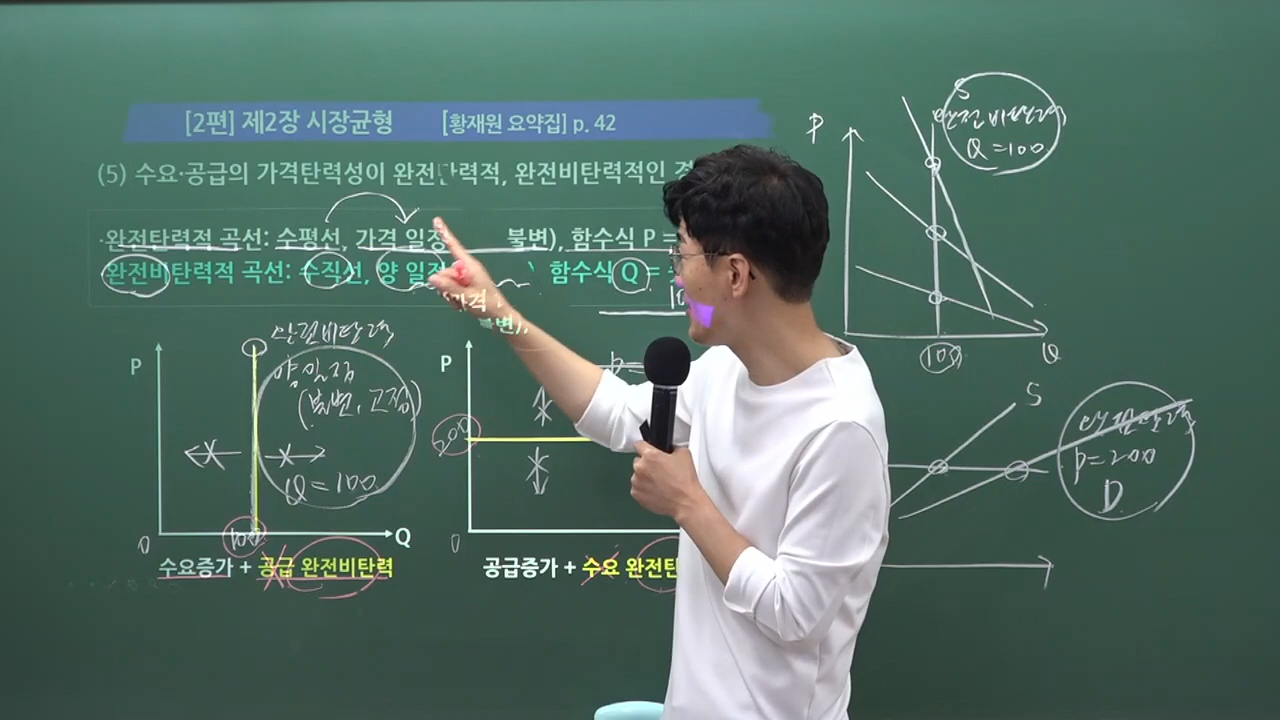 [2편] 제2장 시장균형 [황재원 요약집] p. 42
(5) 수요·공급의 가격탄력성이 완전탄력적, 완전비탄력적인 경
·완전탄력적 곡선: 수평선, 가격 일정 불변), 함수식 P =
완전비탄력적 곡선: 수직선, 양 일정 ) 함수식 Q =
변),
P
완전비탄력
양 일정
(불변, 고정)
Q=100
100
0
Q
수요증가 + 공급 완전비탄력
P
P=
200
0
공급증가 + 수요 완전탄
P
S
완전비탄력
Q=100
100
Q
S
완전탄력
P=200
D